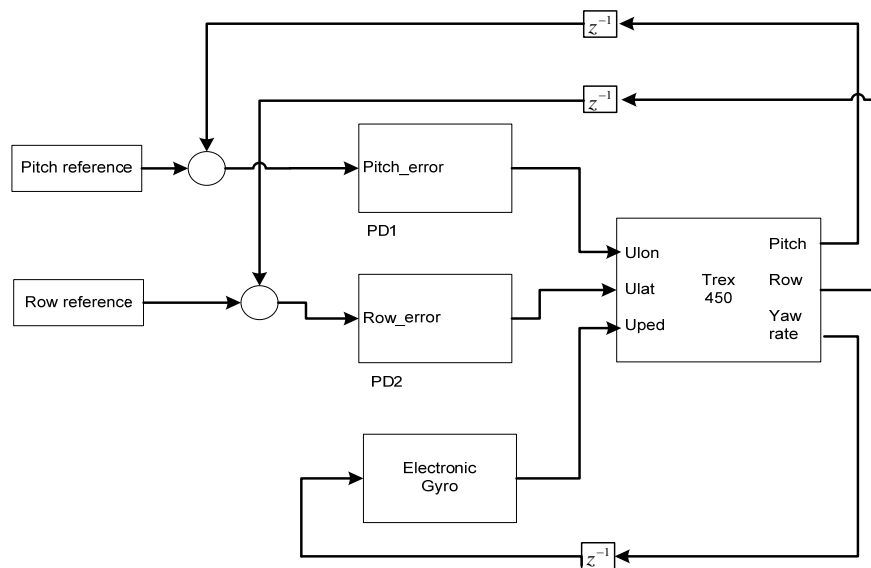 z⁻¹
z⁻¹
Pitch reference
Pitch_error
PD1
Row reference
Row_error
PD2
Ulon
Ulat
Uped
Trex
450
Pitch
Row
Yaw
rate
Electronic
Gyro
z⁻¹